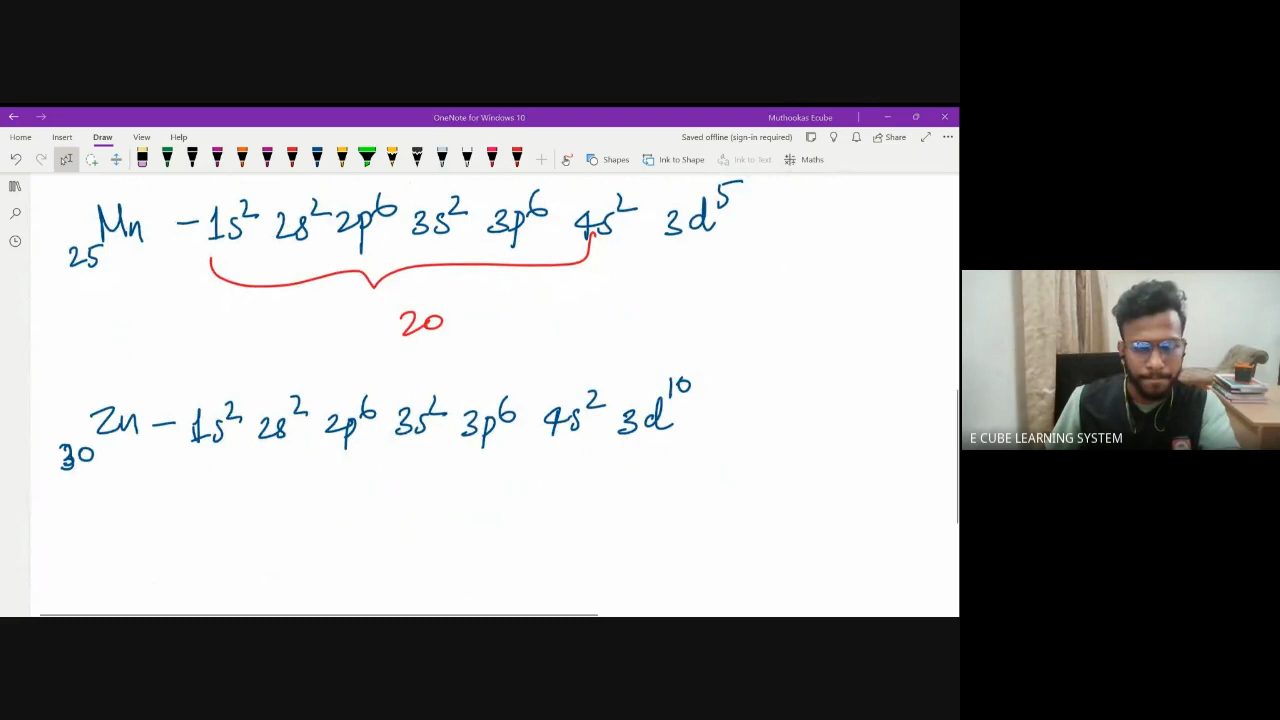 OneNote for Windows 10
Muthookas Ecube
Home Insert Draw View Help
Saved offline (sign-in required) Share
Shapes Ink to Shape Ink to Text Maths
₂₅Mn - 1s² 2s² 2p⁶ 3s² 3p⁶ 4s² 3d⁵
20
₃₀Zn - 1s² 2s² 2p⁶ 3s² 3p⁶ 4s² 3d¹⁰
E CUBE LEARNING SYSTEM